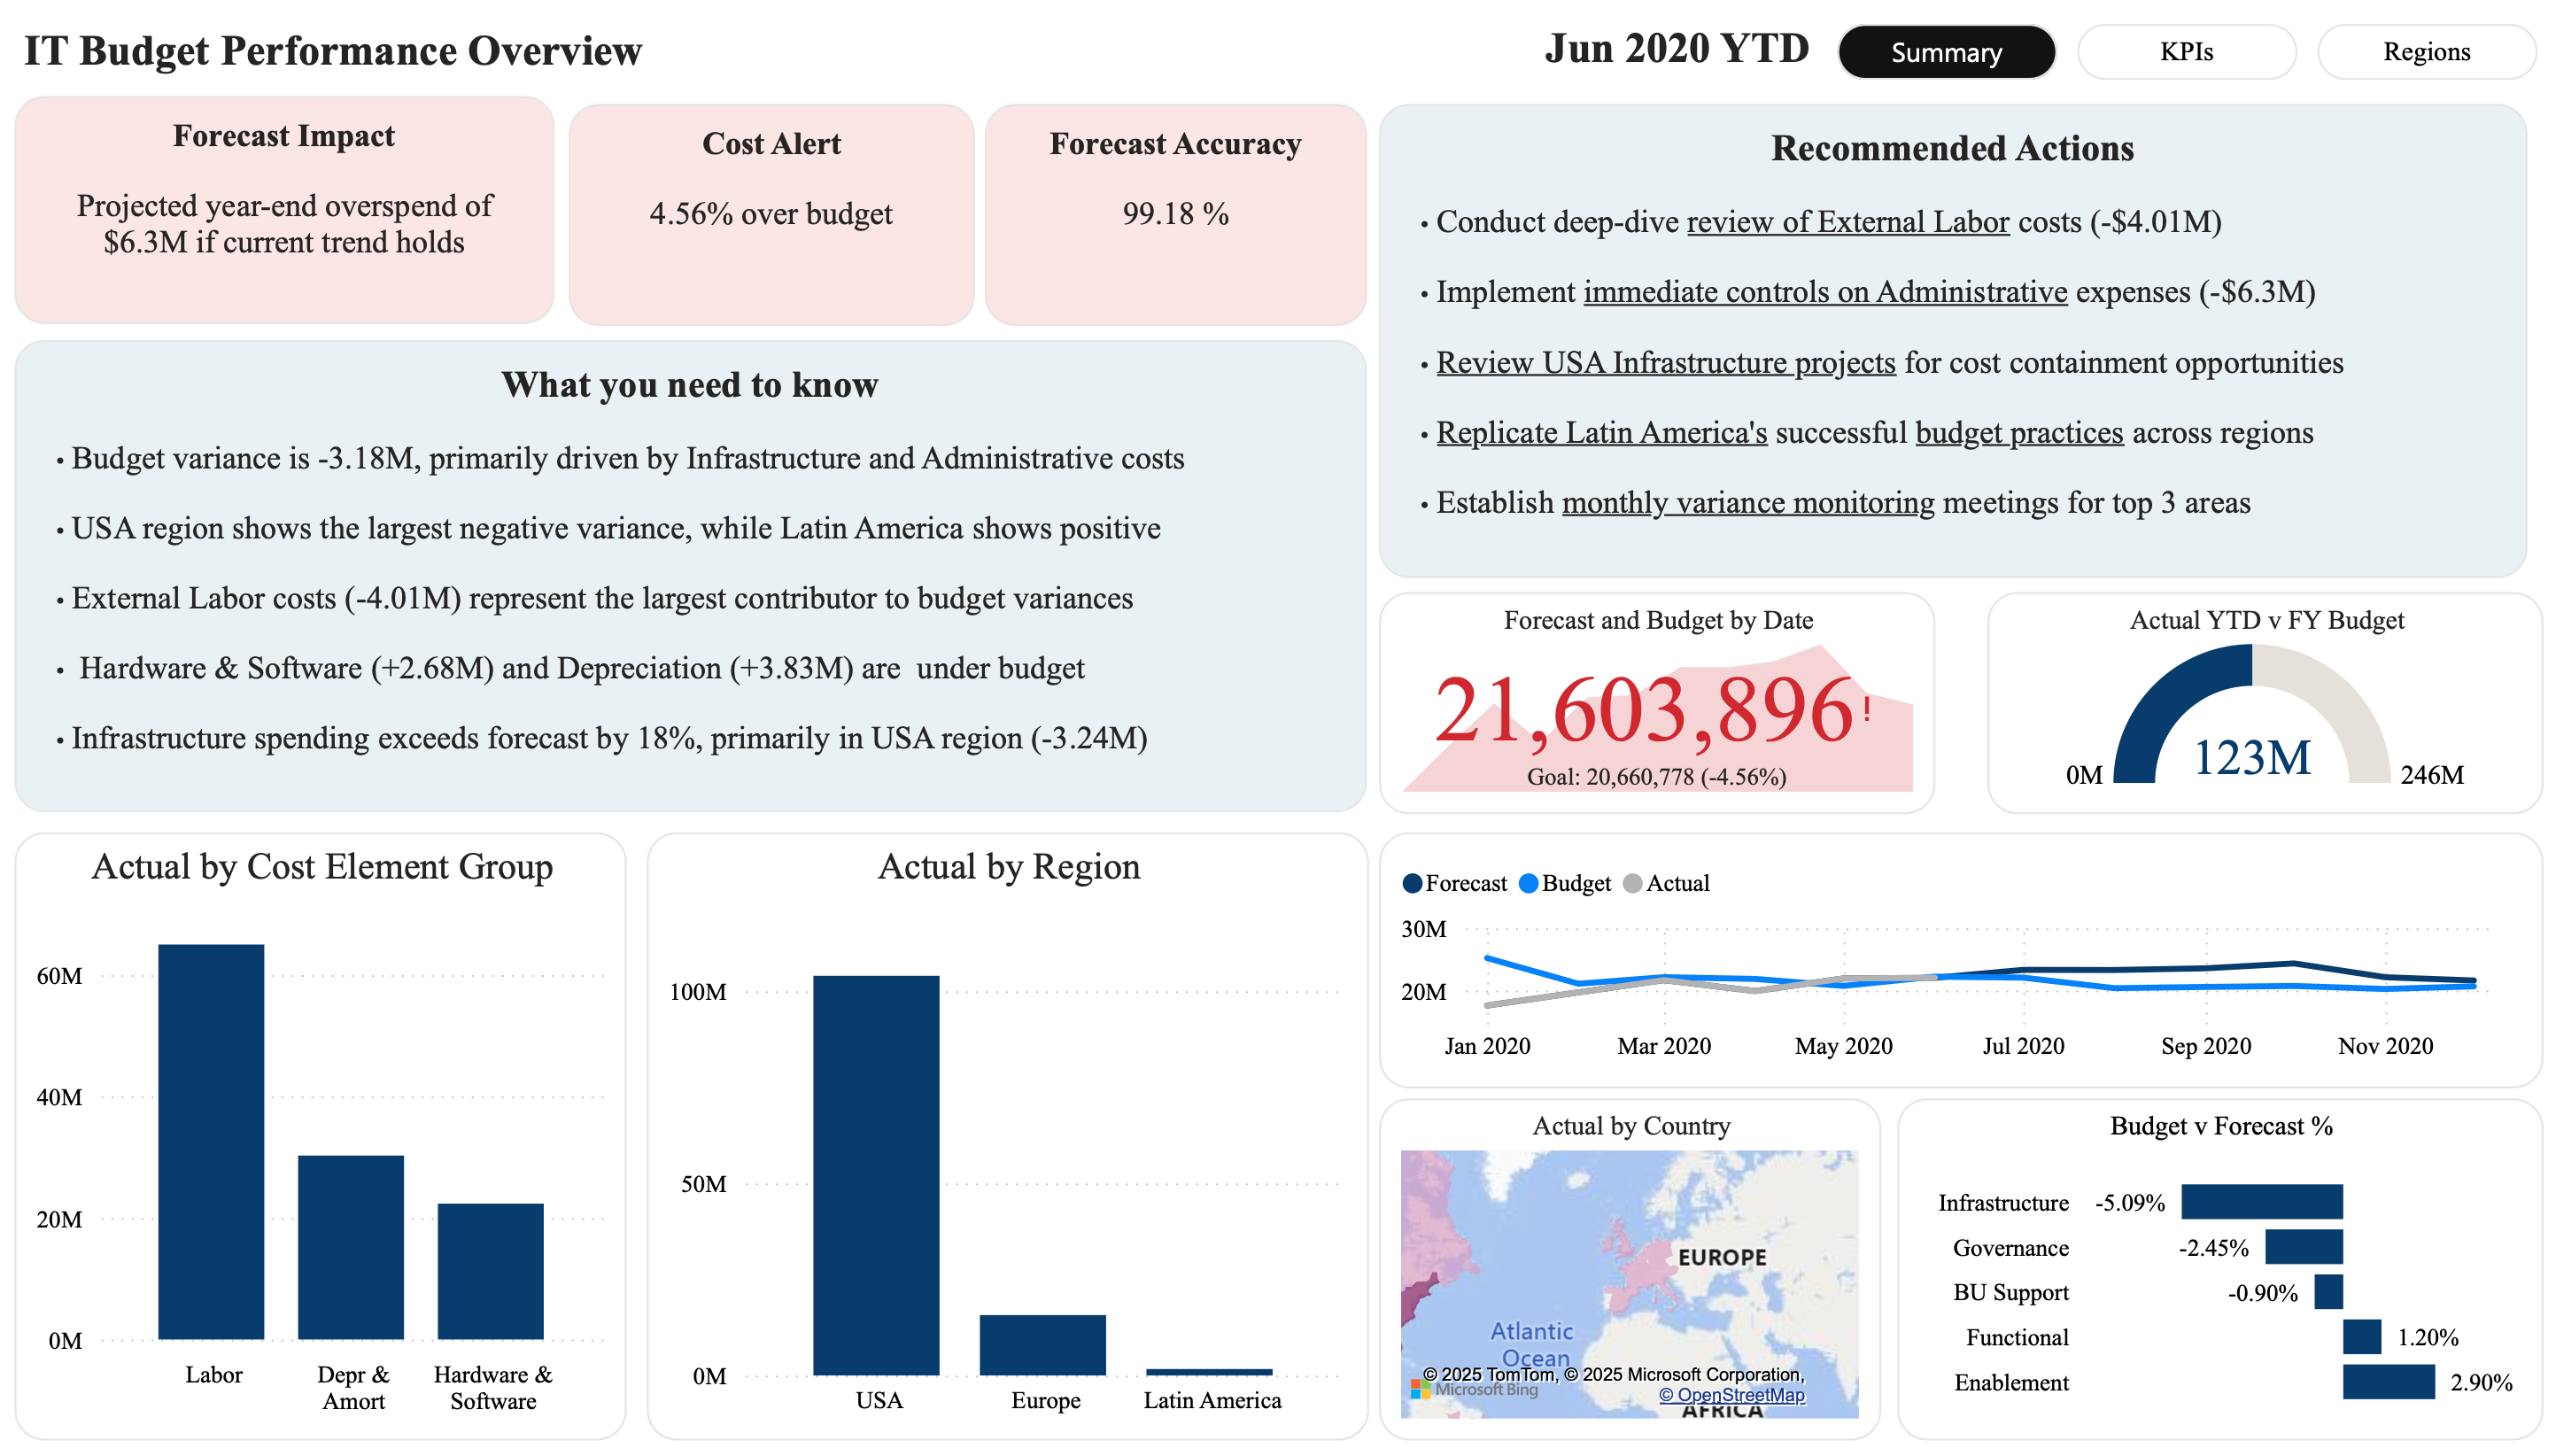 IT Budget Performance Overview
Jun 2020 YTD
Summary
KPIs
Regions
Forecast Impact
Projected year-end overspend of
$6.3M if current trend holds
Cost Alert
4.56% over budget
Forecast Accuracy
99.18 %
What you need to know
• Budget variance is -3.18M, primarily driven by Infrastructure and Administrative costs
• USA region shows the largest negative variance, while Latin America shows positive
• External Labor costs (-4.01M) represent the largest contributor to budget variances
• Hardware & Software (+2.68M) and Depreciation (+3.83M) are under budget
• Infrastructure spending exceeds forecast by 18%, primarily in USA region (-3.24M)
Recommended Actions
• Conduct deep-dive review of External Labor costs (-$4.01M)
• Implement immediate controls on Administrative expenses (-$6.3M)
• Review USA Infrastructure projects for cost containment opportunities
• Replicate Latin America's successful budget practices across regions
• Establish monthly variance monitoring meetings for top 3 areas
Forecast and Budget by Date
21,603,896!
Goal: 20,660,778 (-4.56%)
Actual YTD v FY Budget
123M
0M
246M
Actual by Cost Element Group
60M
40M
20M
0M
Labor
Depr &
Amort
Hardware &
Software
Actual by Region
100M
50M
0M
USA
Europe
Latin America
Forecast
Budget
Actual
30M
20M
Jan 2020
Mar 2020
May 2020
Jul 2020
Sep 2020
Nov 2020
Actual by Country
EUROPE
Atlantic
Ocean
© 2025 TomTom, © 2025 Microsoft Corporation,
Microsoft Bing
© OpenStreetMap
AFRICA
Budget v Forecast %
Infrastructure -5.09%
Governance -2.45%
BU Support -0.90%
Functional 1.20%
Enablement 2.90%